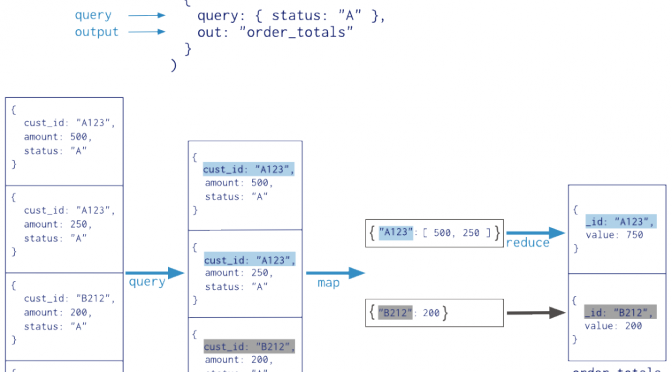 {
query
query: { status: "A" },
output
out: "order_totals"
}
)
{
cust_id: "A123",
amount: 500,
status: "A"
}
{
cust_id: "A123",
amount: 250,
status: "A"
}
{
cust_id: "B212",
amount: 200,
status: "A"
}
{
query
{
cust_id: "A123",
amount: 500,
status: "A"
}
{
cust_id: "A123",
amount: 250,
status: "A"
}
{
cust_id: "B212",
amount: 200,
status: "A"
map
{ "A123": [ 500, 250 ] }
{ "B212": 200 }
reduce
{
_id: "A123",
value: 750
}
{
_id: "B212",
value: 200
}
order_totals